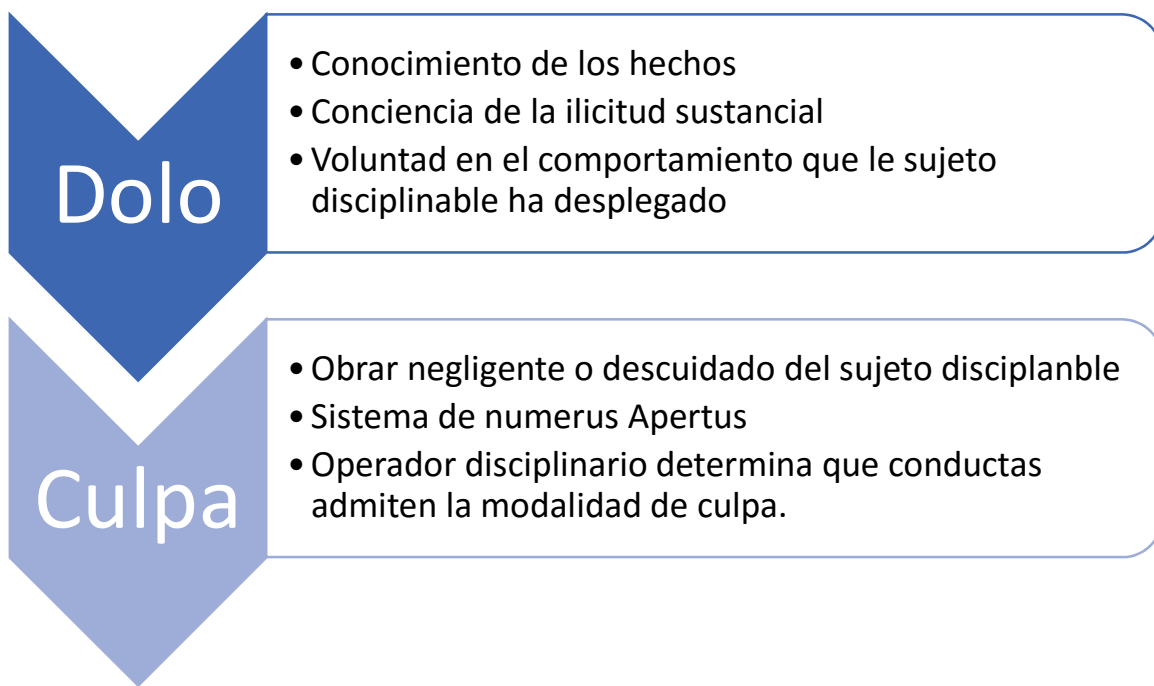 Dolo
• Conocimiento de los hechos
• Conciencia de la ilicitud sustancial
• Voluntad en el comportamiento que le sujeto
disciplinable ha desplegado
Culpa
• Obrar negligente o descuidado del sujeto disciplanble
• Sistema de numerus Apertus
• Operador disciplinario determina que conductas
admiten la modalidad de culpa.